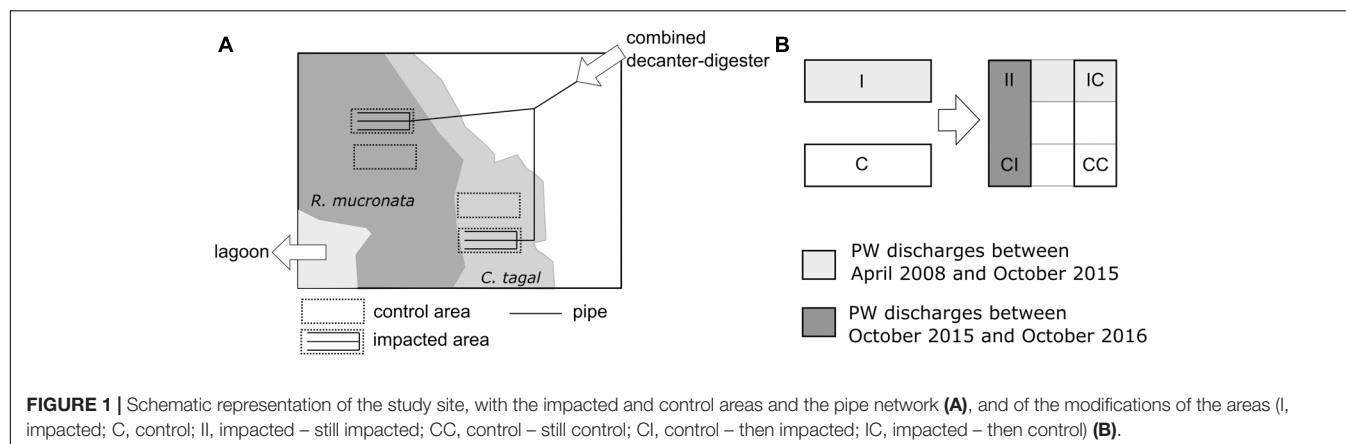 A
combined
decanter-digester
R. mucronata
lagoon
C. tagal
control area
pipe
impacted area
B
I
C
II
IC
CI
CC
PW discharges between
April 2008 and October 2015
PW discharges between
October 2015 and October 2016
FIGURE 1 | Schematic representation of the study site, with the impacted and control areas and the pipe network (A), and of the modifications of the areas (I,
impacted; C, control; II, impacted – still impacted; CC, control – still control; CI, control – then impacted; IC, impacted – then control) (B).